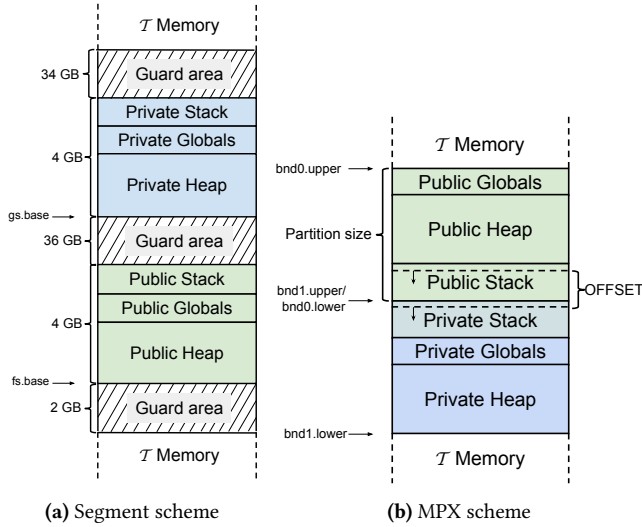 𝒯 Memory
34 GB
Guard area
Private Stack
Private Globals
4 GB
Private Heap
gs.base
36 GB
Guard area
Public Stack
Public Globals
4 GB
Public Heap
fs.base
2 GB
Guard area
𝒯 Memory
(a) Segment scheme
𝒯 Memory
bnd0.upper
Public Globals
Partition size
Public Heap
Public Stack
OFFSET
bnd1.upper/
bnd0.lower
Private Stack
Private Globals
Private Heap
bnd1.lower
𝒯 Memory
(b) MPX scheme